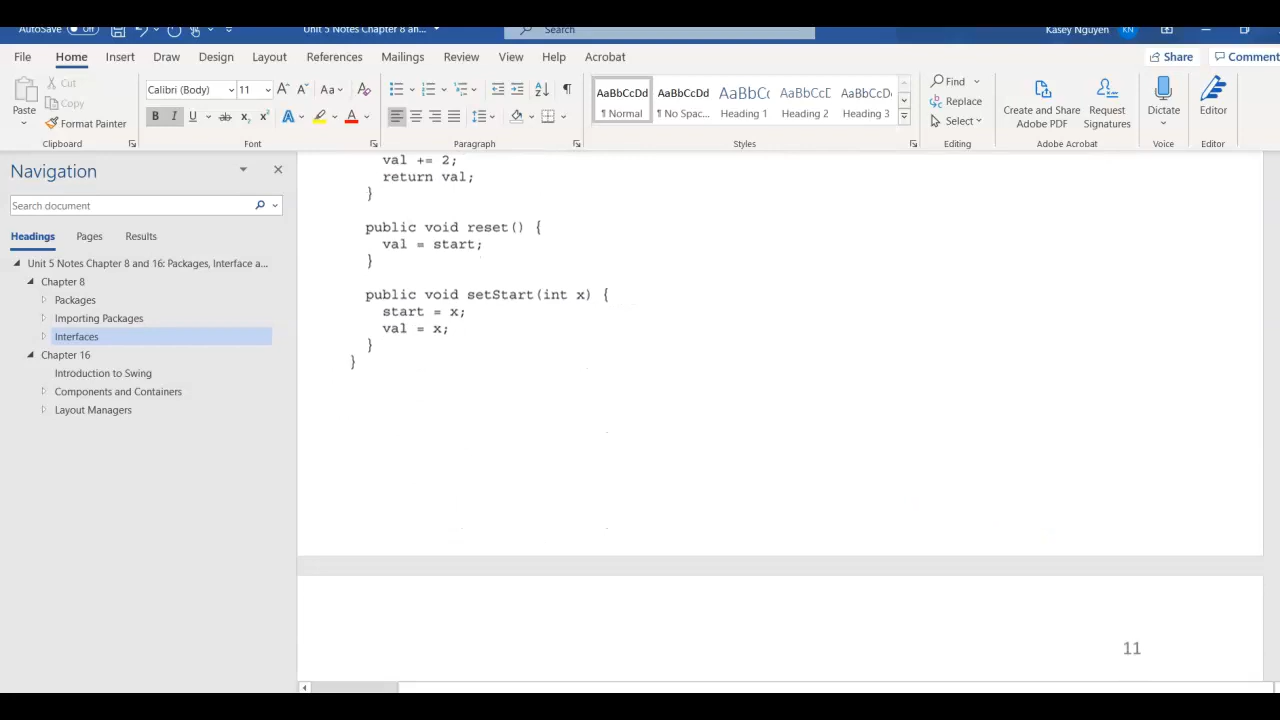 AutoSave Off Unit 5 Notes Chapter 8 and ... Search Kasey Nguyen KN
File Home Insert Draw Design Layout References Mailings Review View Help Acrobat Share Comment
Paste Cut Copy Format Painter
Calibri (Body) 11
AaBbCcDd AaBbCcDd AaBbC AaBbCcE AaBbCcD
¶ Normal ¶ No Spac... Heading 1 Heading 2 Heading 3
Find Replace Select
Create and Share Adobe PDF Request Signatures Dictate Editor
Clipboard Font Paragraph Styles Editing Adobe Acrobat Voice Editor
Navigation
Search document
Headings Pages Results
Unit 5 Notes Chapter 8 and 16: Packages, Interface a...
Chapter 8
Packages
Importing Packages
Interfaces
Chapter 16
Introduction to Swing
Components and Containers
Layout Managers
val += 2;
return val;
}
public void reset() {
val = start;
}
public void setStart(int x) {
start = x;
val = x;
}
}
11